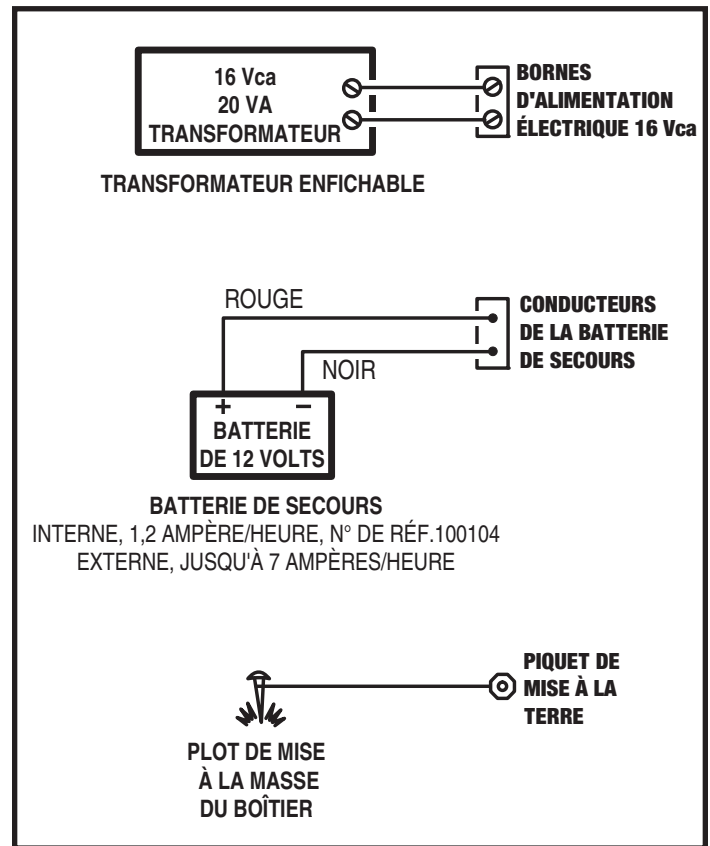 16 Vca
20 VA
TRANSFORMATEUR
BORNES
D'ALIMENTATION
ÉLECTRIQUE 16 Vca
TRANSFORMATEUR ENFICHABLE
ROUGE
NOIR
CONDUCTEURS
DE LA BATTERIE
DE SECOURS
+ −
BATTERIE
DE 12 VOLTS
BATTERIE DE SECOURS
INTERNE, 1,2 AMPÈRE/HEURE, N° DE RÉF.100104
EXTERNE, JUSQU'À 7 AMPÈRES/HEURE
PIQUET DE
MISE À LA
TERRE
PLOT DE MISE
À LA MASSE
DU BOÎTIER